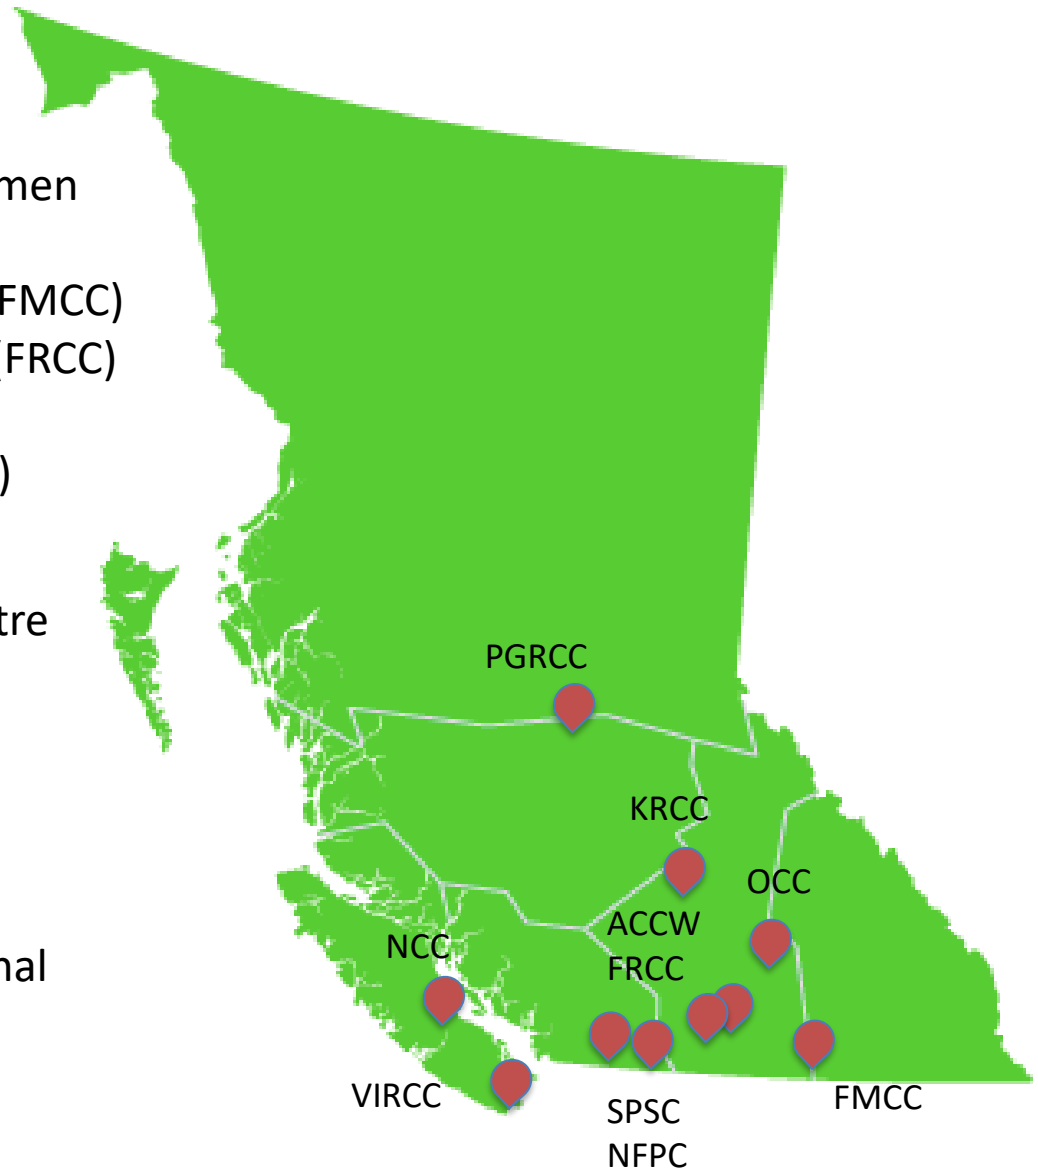 men
FMCC)
(FRCC)
)
tre
nal
PGRCC
KRCC
OCC
ACCW
FRCC
NCC
VIRCC
SPSC
NFPC
FMCC